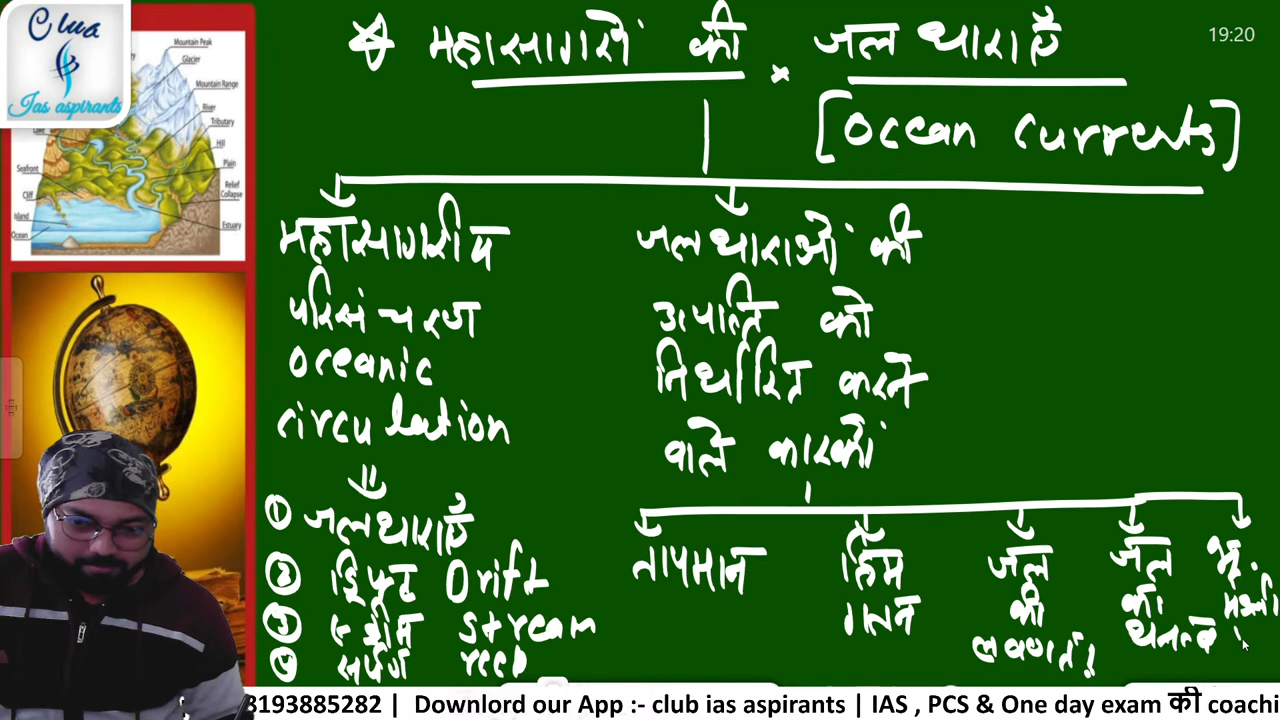 Clua
Ias aspirants
Mountain Peak
Glacier
Mountain Range
River
Tributary
Hill
Plain
Relief
Collapse
Estuary
Lake
Seafront
Cliff
Island
Ocean
19:20
महासागरों की जल धाराएँ
[Ocean Currents]
महासागरीय
परिसंचरण
oceanic
circulation
① जलधाराएँ
② ड्रिफ्ट Drift
③ स्ट्रीम stream
④
जलधाराओं की
उत्पत्ति को
निर्धारित करने
वाले कारकों
तापमान
हिम
गलन
जल
की
लवणता
जल
का
घनत्व
भू.
8193885282 | Downlord our App :- club ias aspirants | IAS , PCS & One day exam की coachi